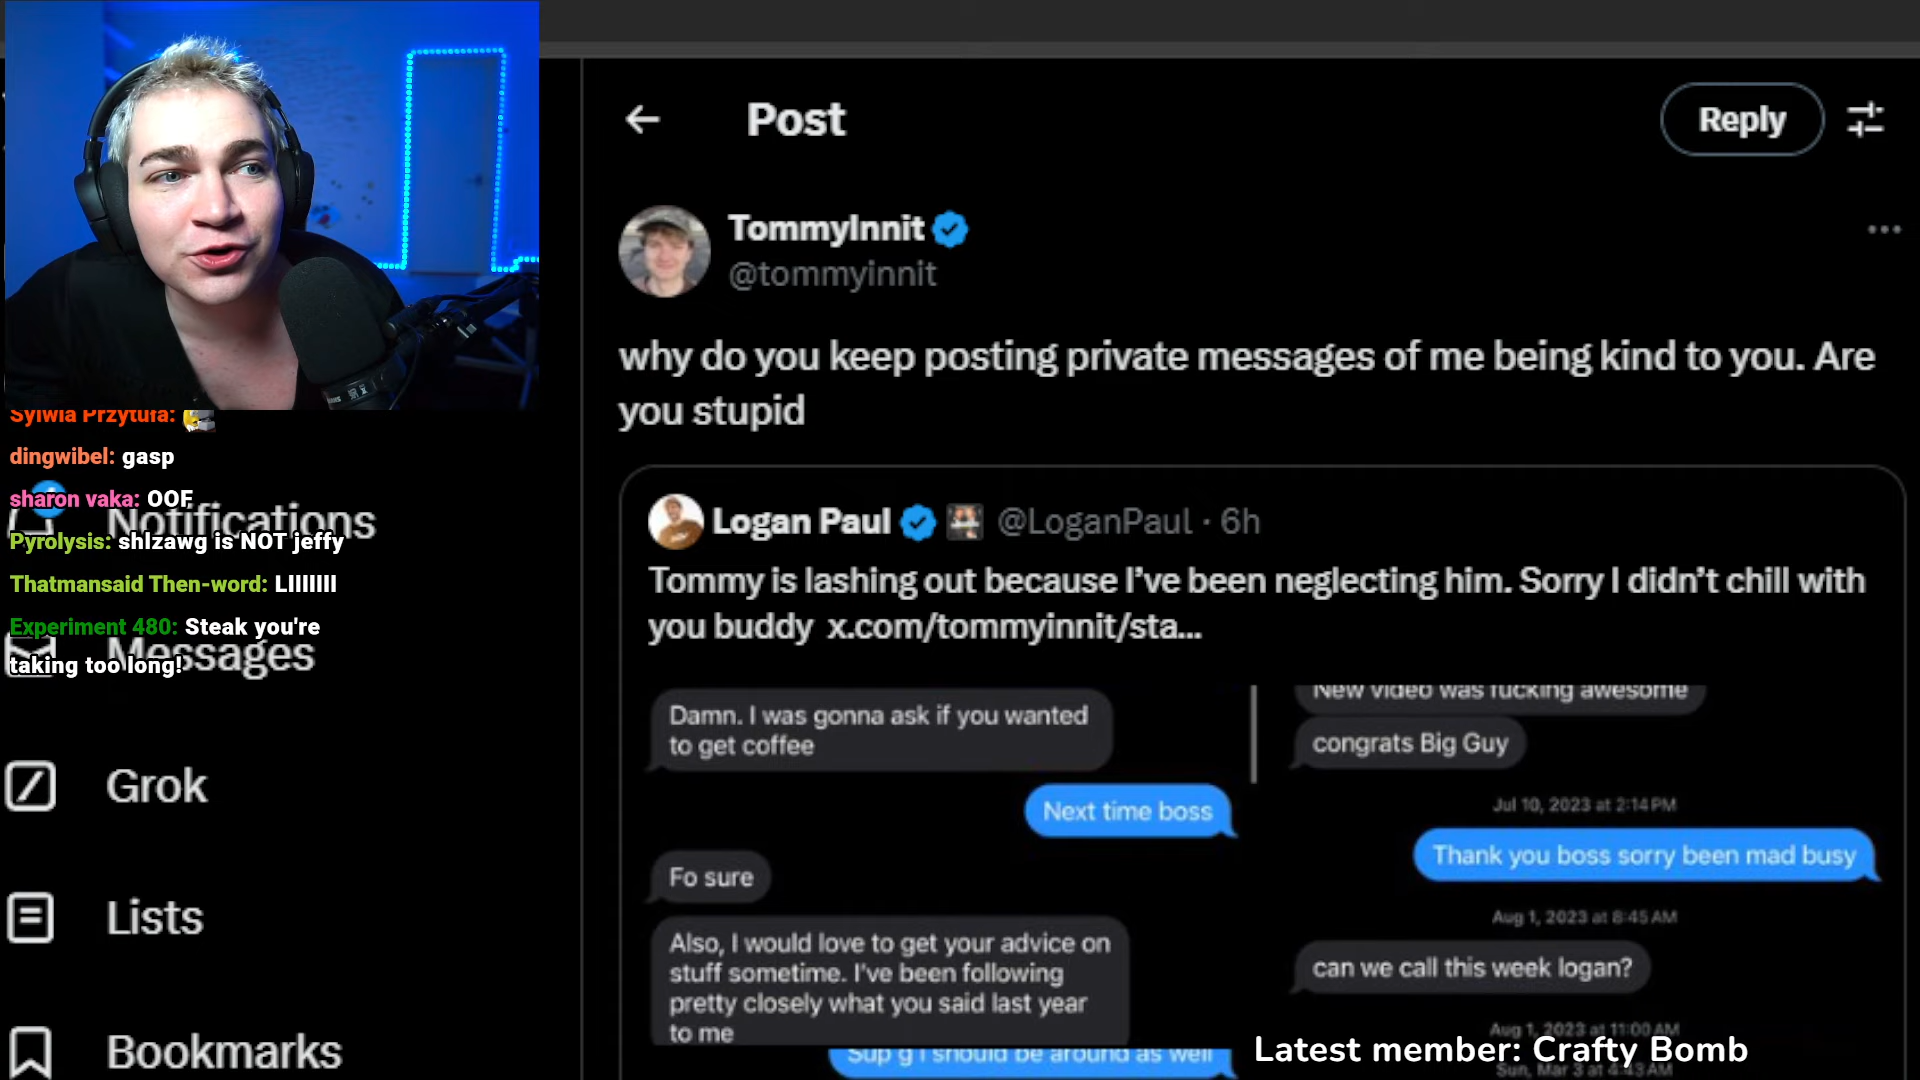 Post
Reply
TommyInnit
@tommyinnit
why do you keep posting private messages of me being kind to you. Are
you stupid
Logan Paul @LoganPaul · 6h
Tommy is lashing out because I’ve been neglecting him. Sorry I didn’t chill with
you buddy x.com/tommyinnit/sta...
Damn. I was gonna ask if you wanted
to get coffee
Next time boss
Fo sure
Also, I would love to get your advice on
stuff sometime. I've been following
pretty closely what you said last year
to me
Sup g I should be around as well
New video was fucking awesome
congrats Big Guy
Jul 10, 2023 at 2:14 PM
Thank you boss sorry been mad busy
Aug 1, 2023 at 8:45 AM
can we call this week logan?
Aug 1, 2023 at 11:00 AM
Sun, Mar 3 at 4:43 AM
Latest member: Crafty Bomb
Sylwia Przytuła:
dingwibel: gasp
sharon vaka: OOF
Notifications
Pyrolysis: shlzawg is NOT jeffy
Thatmansaid Then-word: LIIIIIII
Experiment 480: Steak you're
taking too long!
Messages
Grok
Lists
Bookmarks